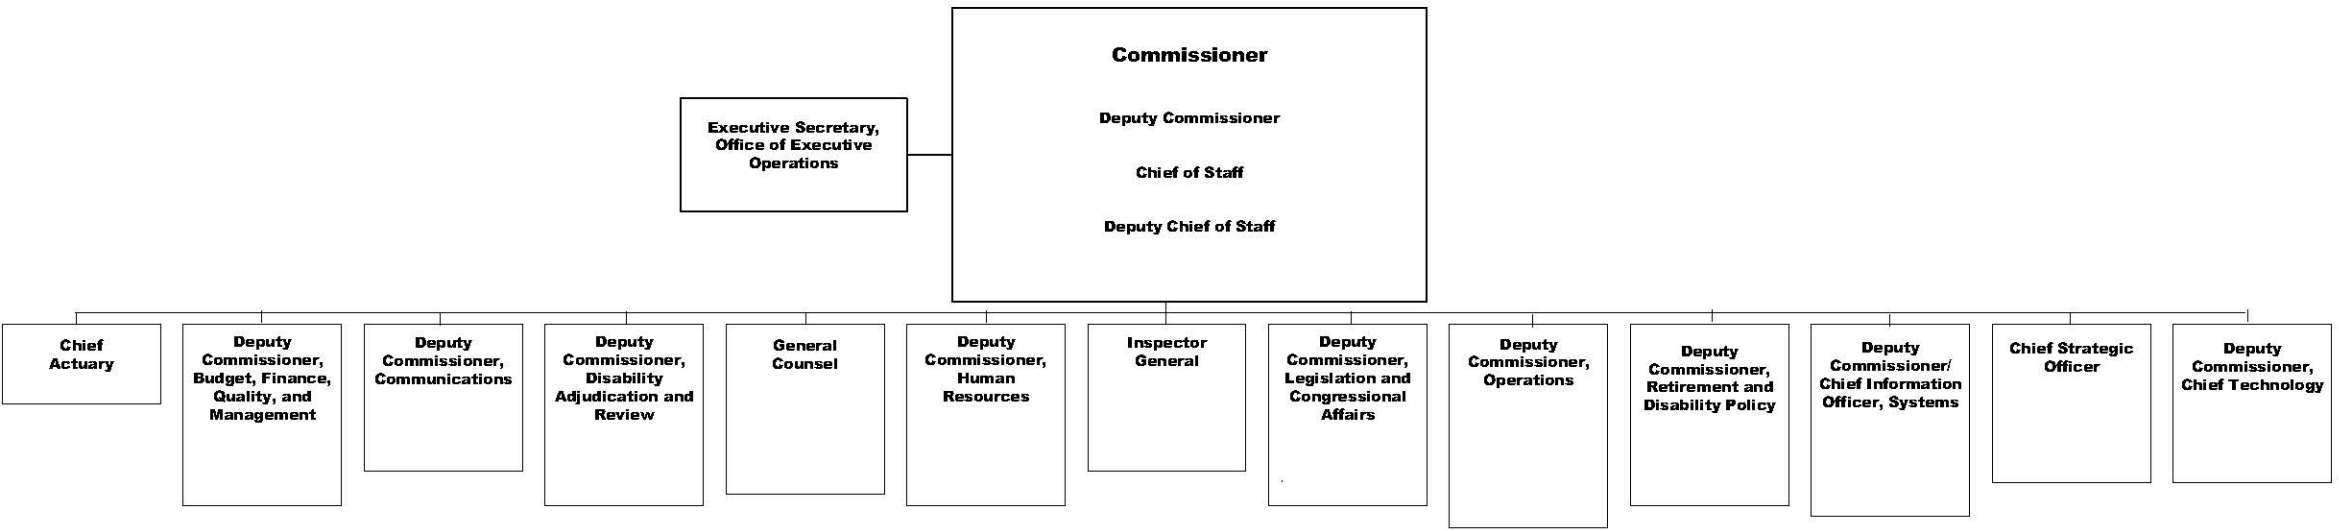 Commissioner
Deputy Commissioner
Chief of Staff
Deputy Chief of Staff
Executive Secretary,
Office of Executive
Operations
Chief
Actuary
Deputy
Commissioner,
Budget, Finance,
Quality, and
Management
Deputy
Commissioner,
Communications
Deputy
Commissioner,
Disability
Adjudication and
Review
General
Counsel
Deputy
Commissioner,
Human
Resources
Inspector
General
Deputy
Commissioner,
Legislation and
Congressional
Affairs
Deputy
Commissioner,
Operations
Deputy
Commissioner,
Retirement and
Disability Policy
Deputy
Commissioner/
Chief Information
Officer, Systems
Chief Strategic
Officer
Deputy
Commissioner,
Chief Technology